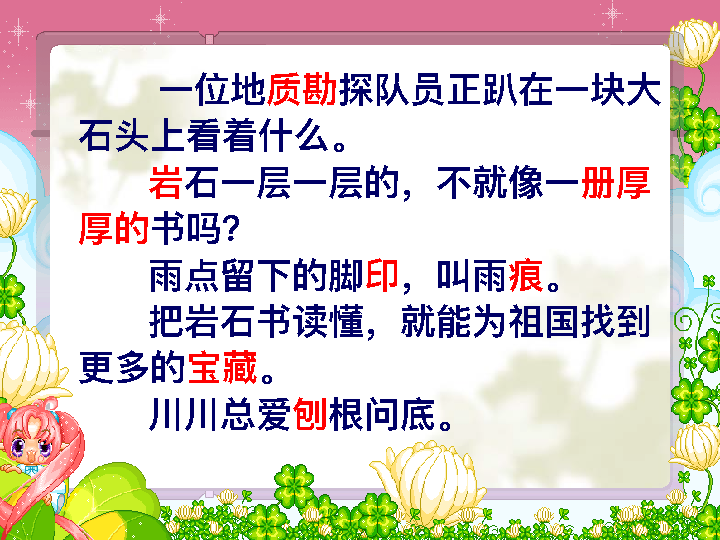 一位地质勘探队员正趴在一块大
石头上看着什么。
岩石一层一层的，不就像一册厚
厚的书吗？
雨点留下的脚印，叫雨痕。
把岩石书读懂，就能为祖国找到
更多的宝藏。
川川总爱刨根问底。